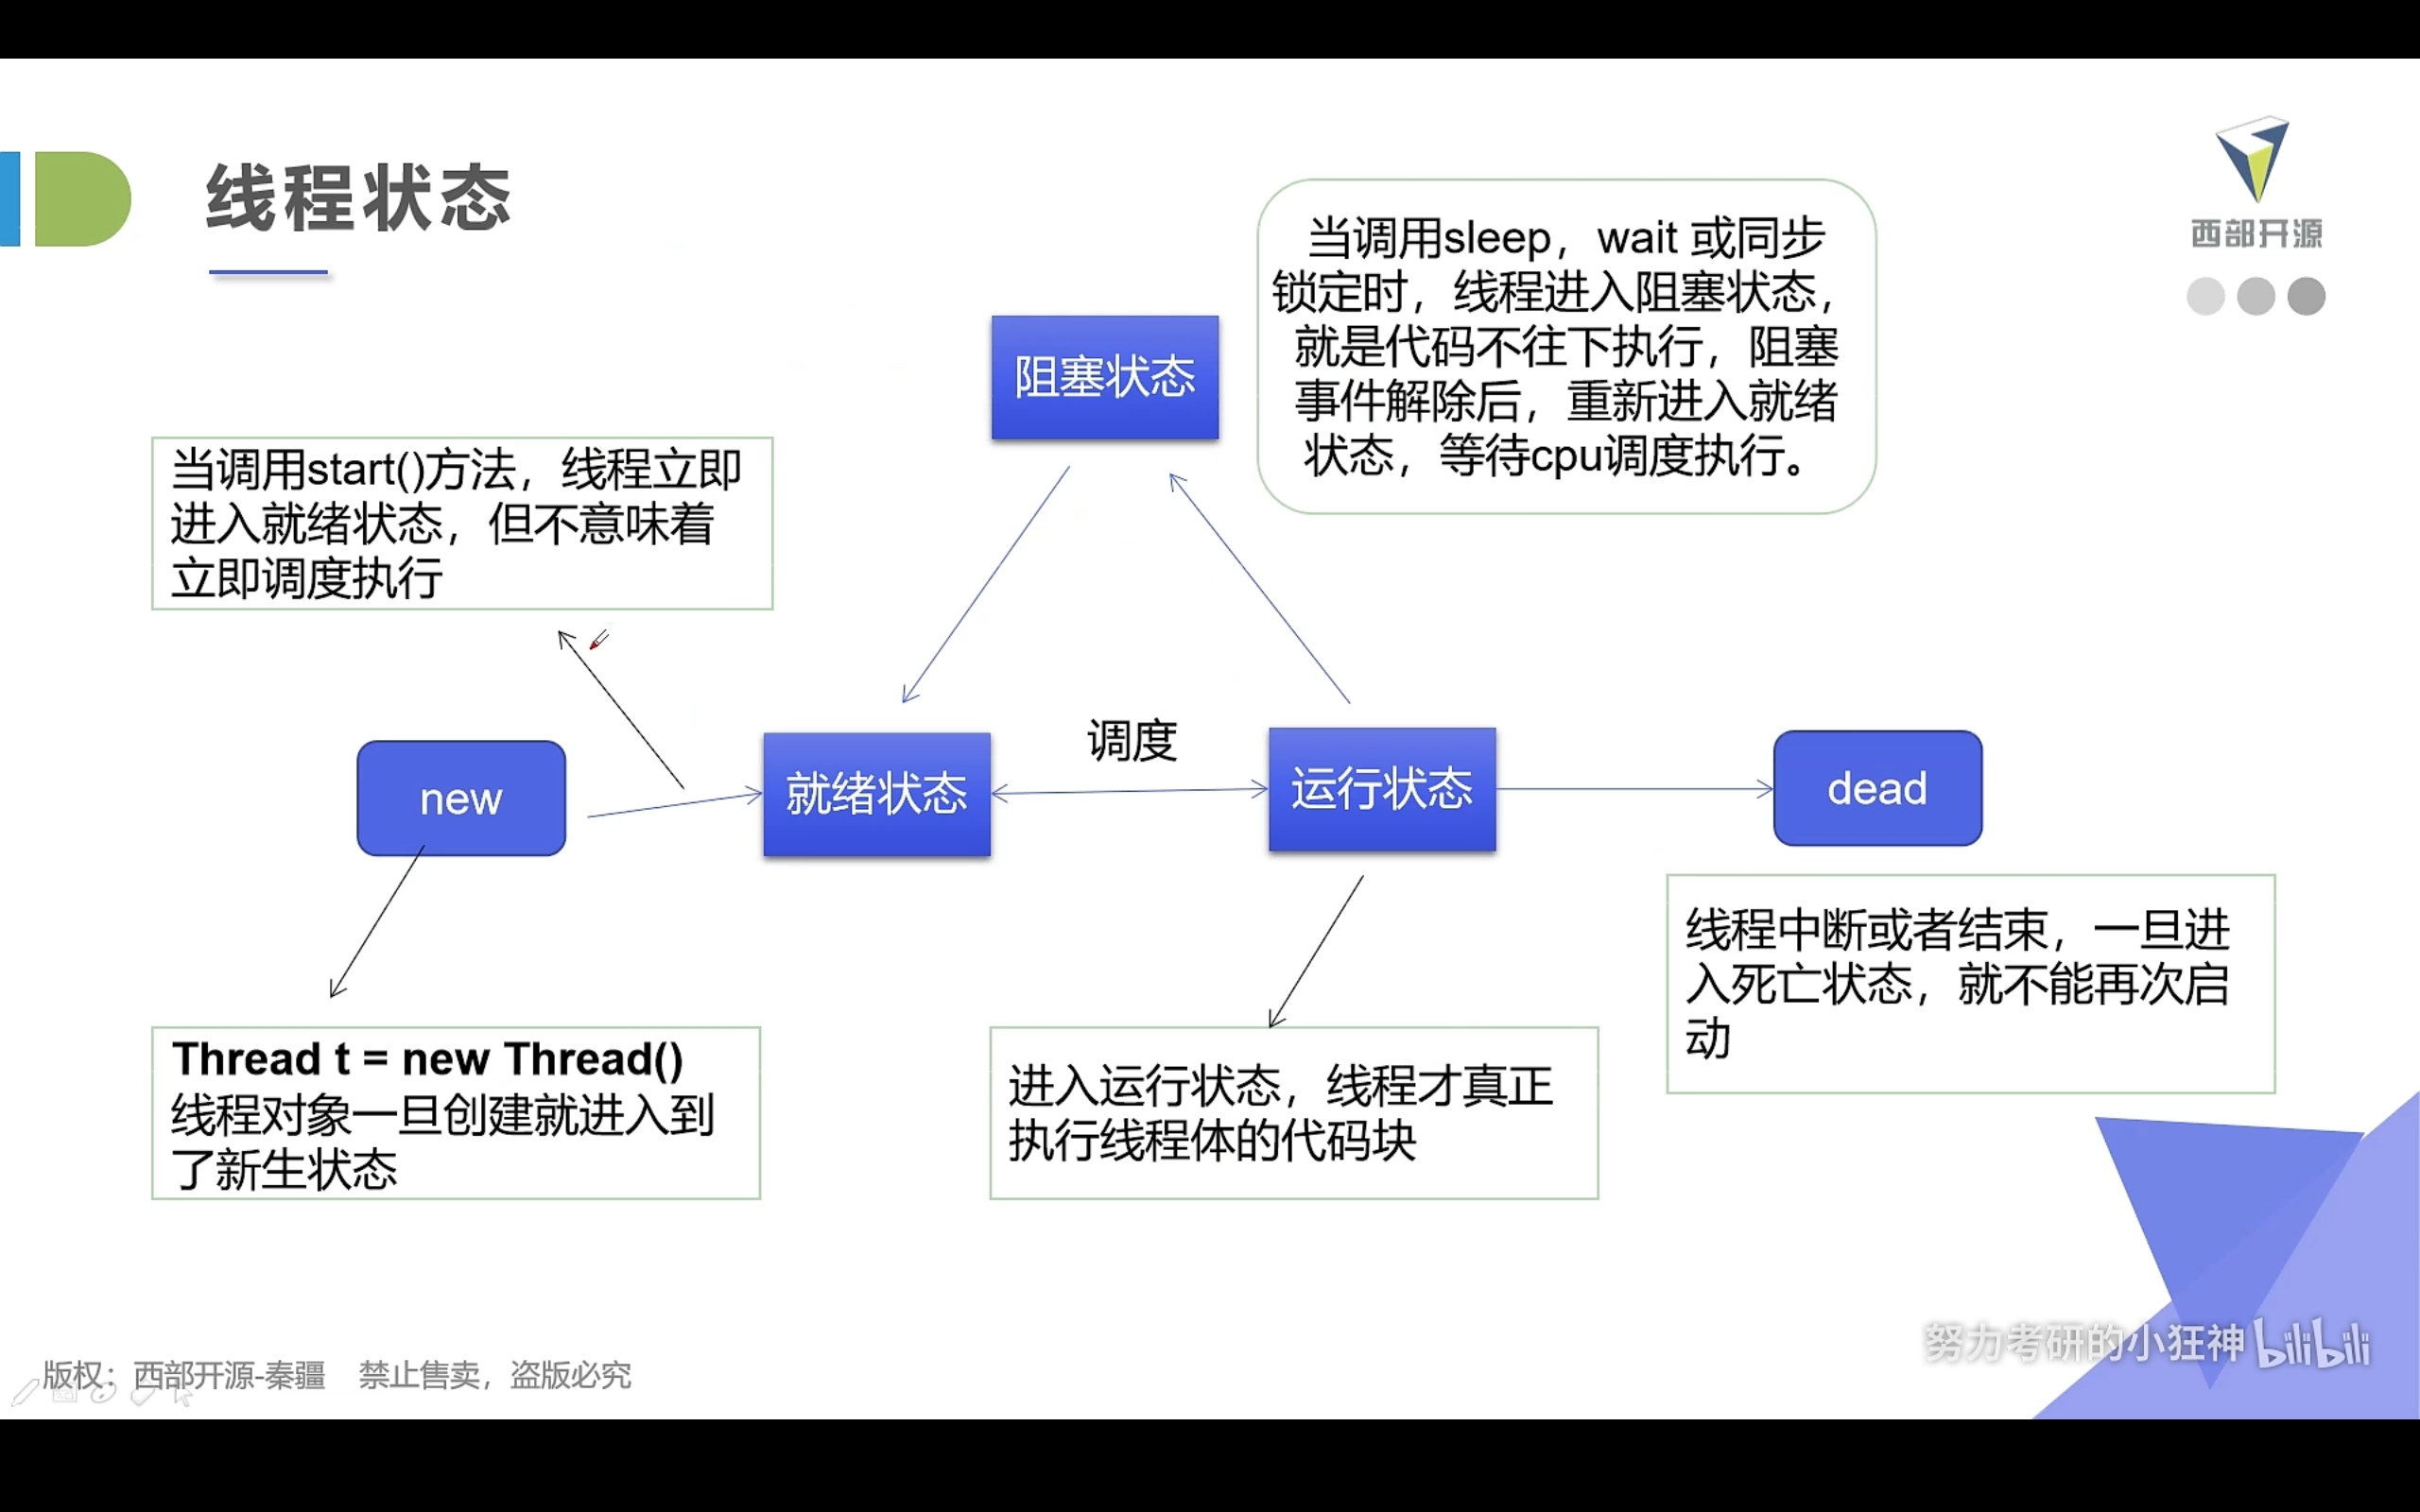 线程状态
西部开源
当调用sleep，wait 或同步
锁定时，线程进入阻塞状态，
就是代码不往下执行，阻塞
事件解除后，重新进入就绪
状态，等待cpu调度执行。
阻塞状态
当调用start()方法，线程立即
进入就绪状态，但不意味着
立即调度执行
new
就绪状态
调度
运行状态
dead
Thread t = new Thread()
线程对象一旦创建就进入到
了新生状态
进入运行状态，线程才真正
执行线程体的代码块
线程中断或者结束，一旦进
入死亡状态，就不能再次启
动
努力考研的小狂神 bilibili
版权：西部开源-秦疆 禁止售卖，盗版必究